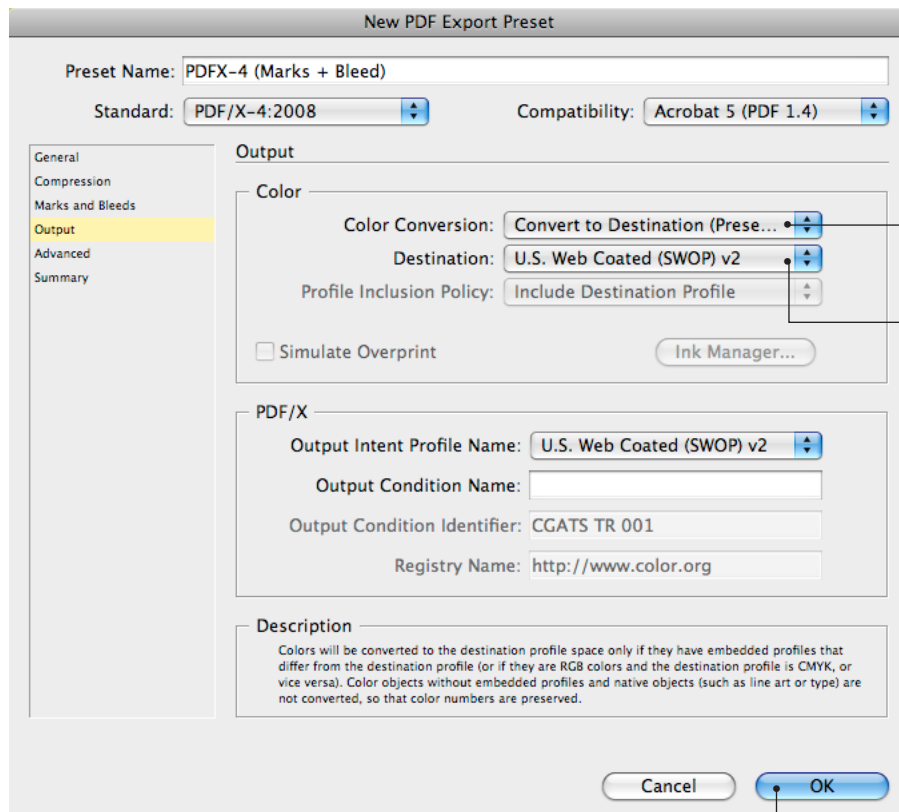 New PDF Export Preset
Preset Name: PDFX-4 (Marks + Bleed)
Standard: PDF/X-4:2008 Compatibility: Acrobat 5 (PDF 1.4)
General
Compression
Marks and Bleeds
Output
Advanced
Summary
Output
Color
Color Conversion: Convert to Destination (Prese...
Destination: U.S. Web Coated (SWOP) v2
Profile Inclusion Policy: Include Destination Profile
Simulate Overprint Ink Manager...
PDF/X
Output Intent Profile Name: U.S. Web Coated (SWOP) v2
Output Condition Name:
Output Condition Identifier: CGATS TR 001
Registry Name: http://www.color.org
Description
Colors will be converted to the destination profile space only if they have embedded profiles that
differ from the destination profile (or if they are RGB colors and the destination profile is CMYK, or
vice versa). Color objects without embedded profiles and native objects (such as line art or type) are
not converted, so that color numbers are preserved.
Cancel OK